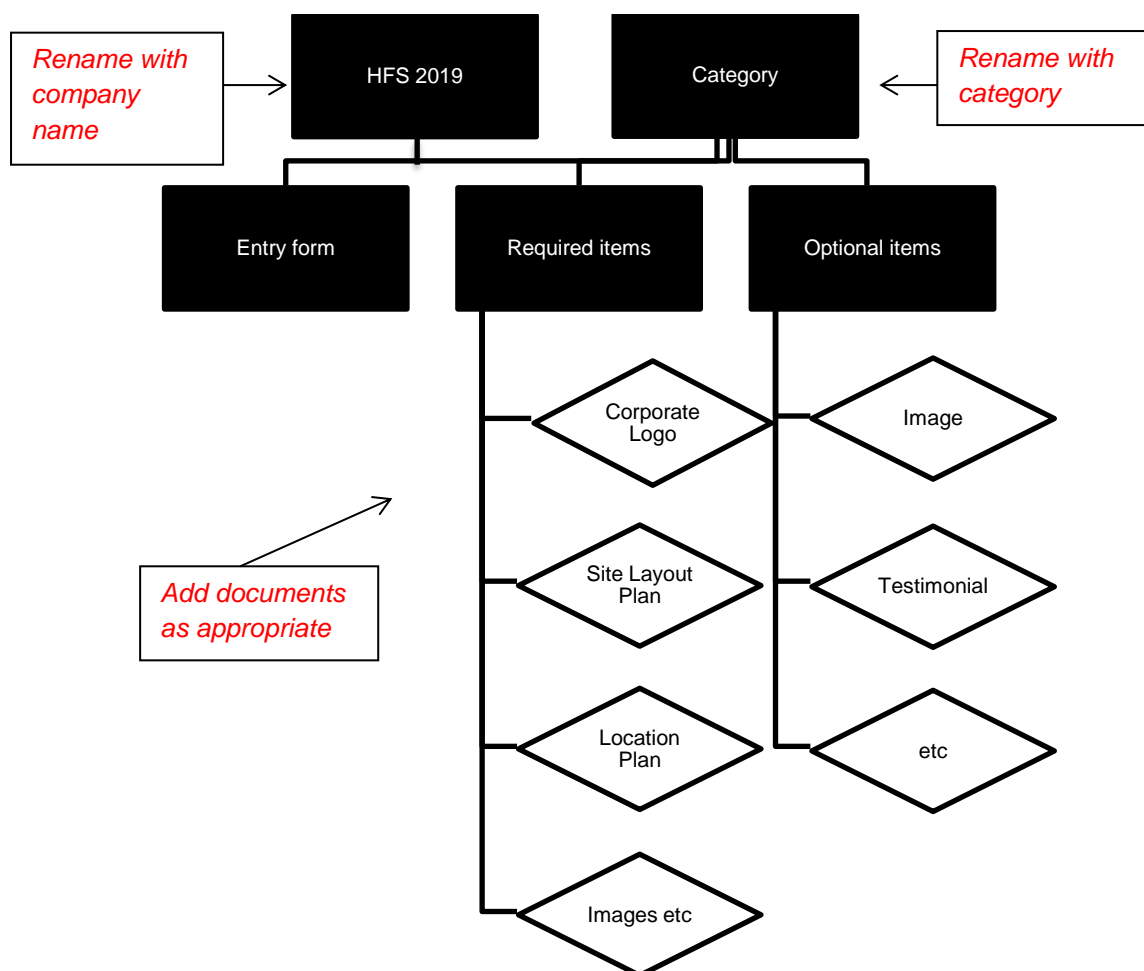 Rename with
company
name
HFS 2019
Category
Rename with
category
Entry form
Required items
Optional items
Corporate
Logo
Image
Site Layout
Plan
Testimonial
Add documents
as appropriate
Location
Plan
etc
Images etc